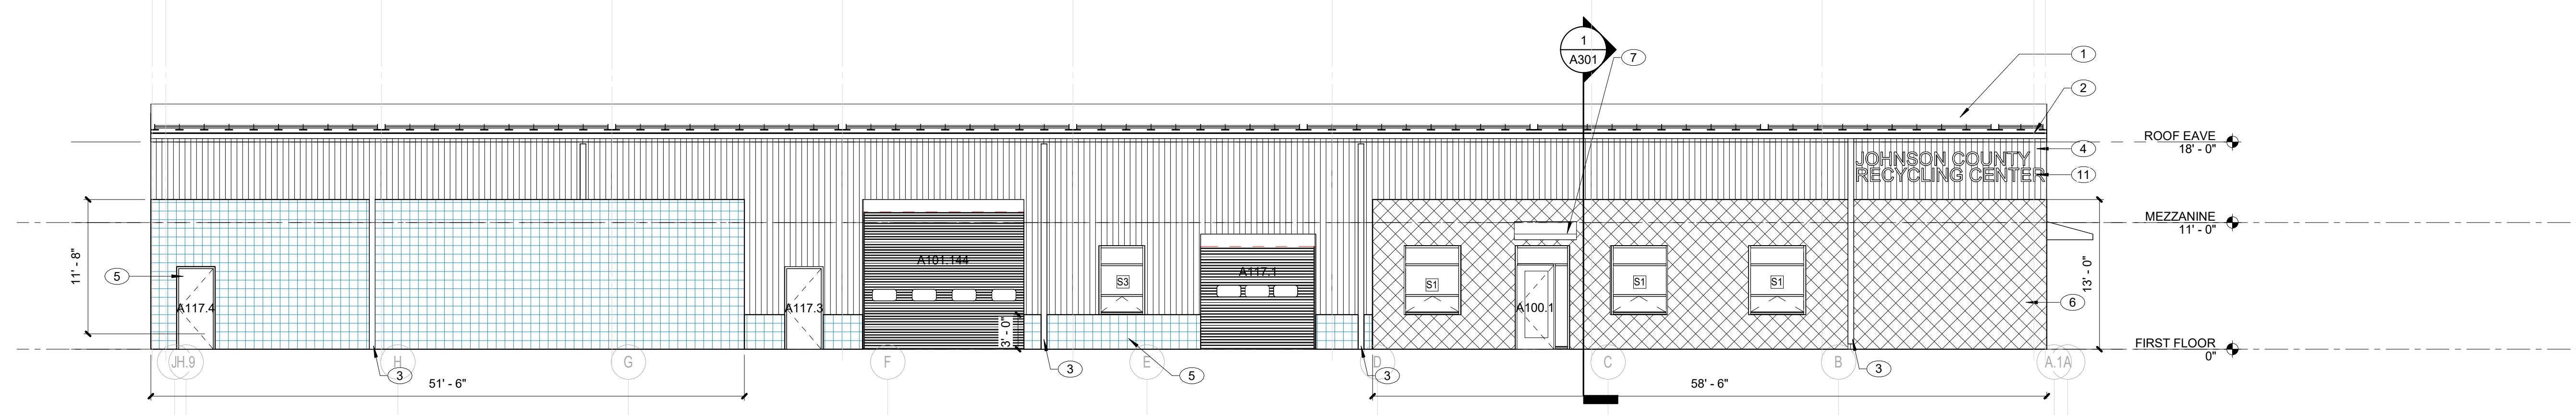 1
A301
7
1
2
ROOF EAVE
18' - 0"
4
JOHNSON COUNTY
RECYCLING CENTER
11
MEZZANINE
11' - 0"
11' - 8"
5
A117.4
A117.3
A101.144
S3
A117.1
S1
A100.1
S1
S1
13' - 0"
6
3' - 0"
FIRST FLOOR
0"
JH.9
H
G
F
E
D
C
B
A.1A
3
3
5
3
3
51' - 6"
58' - 6"